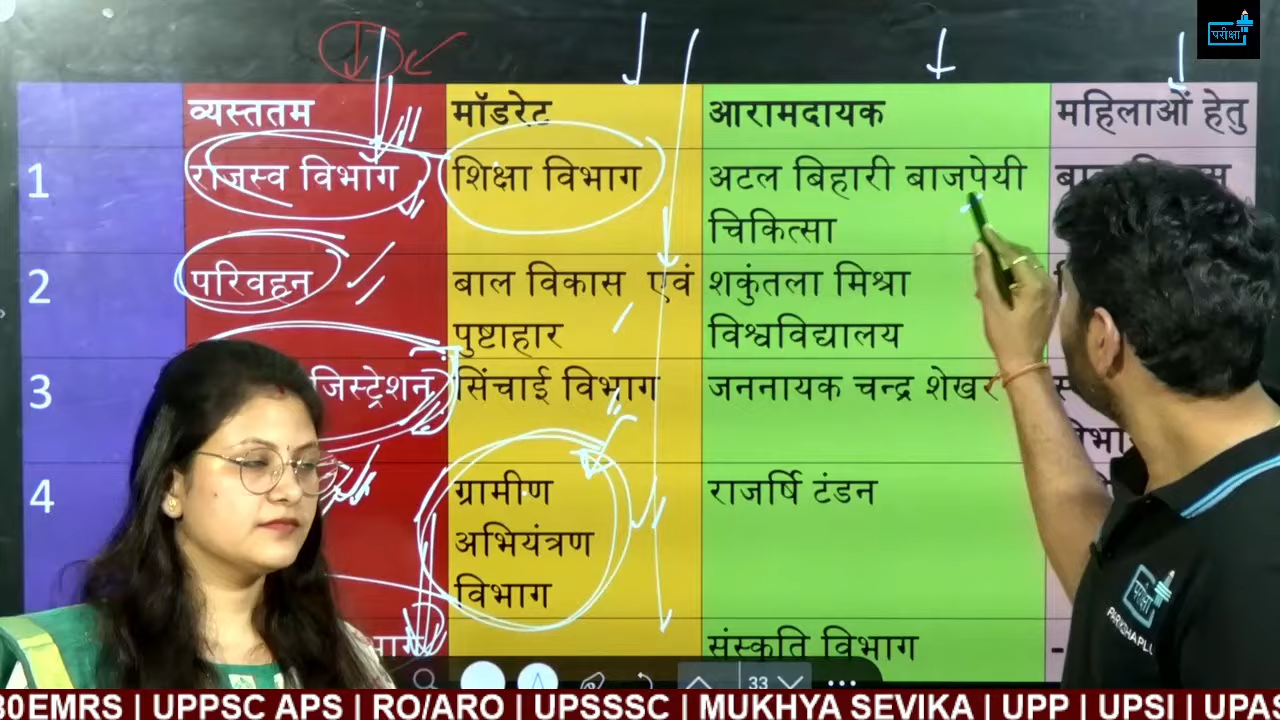 परीक्षा
व्यस्ततम
मॉडरेट
आरामदायक
महिलाओं हेतु
1
राजस्व विभाग
शिक्षा विभाग
अटल बिहारी बाजपेयी
चिकित्सा
2
परिवहन
बाल विकास एवं
पुष्टाहार
शकुंतला मिश्रा
विश्वविद्यालय
3
सिंचाई विभाग
जननायक चन्द्र शेखर
4
ग्रामीण
अभियंत्रण
विभाग
राजर्षि टंडन
संस्कृति विभाग
-
33
परीक्षा
EMRS | UPPSC APS | RO/ARO | UPSSSC | MUKHYA SEVIKA | UPP | UPSI |